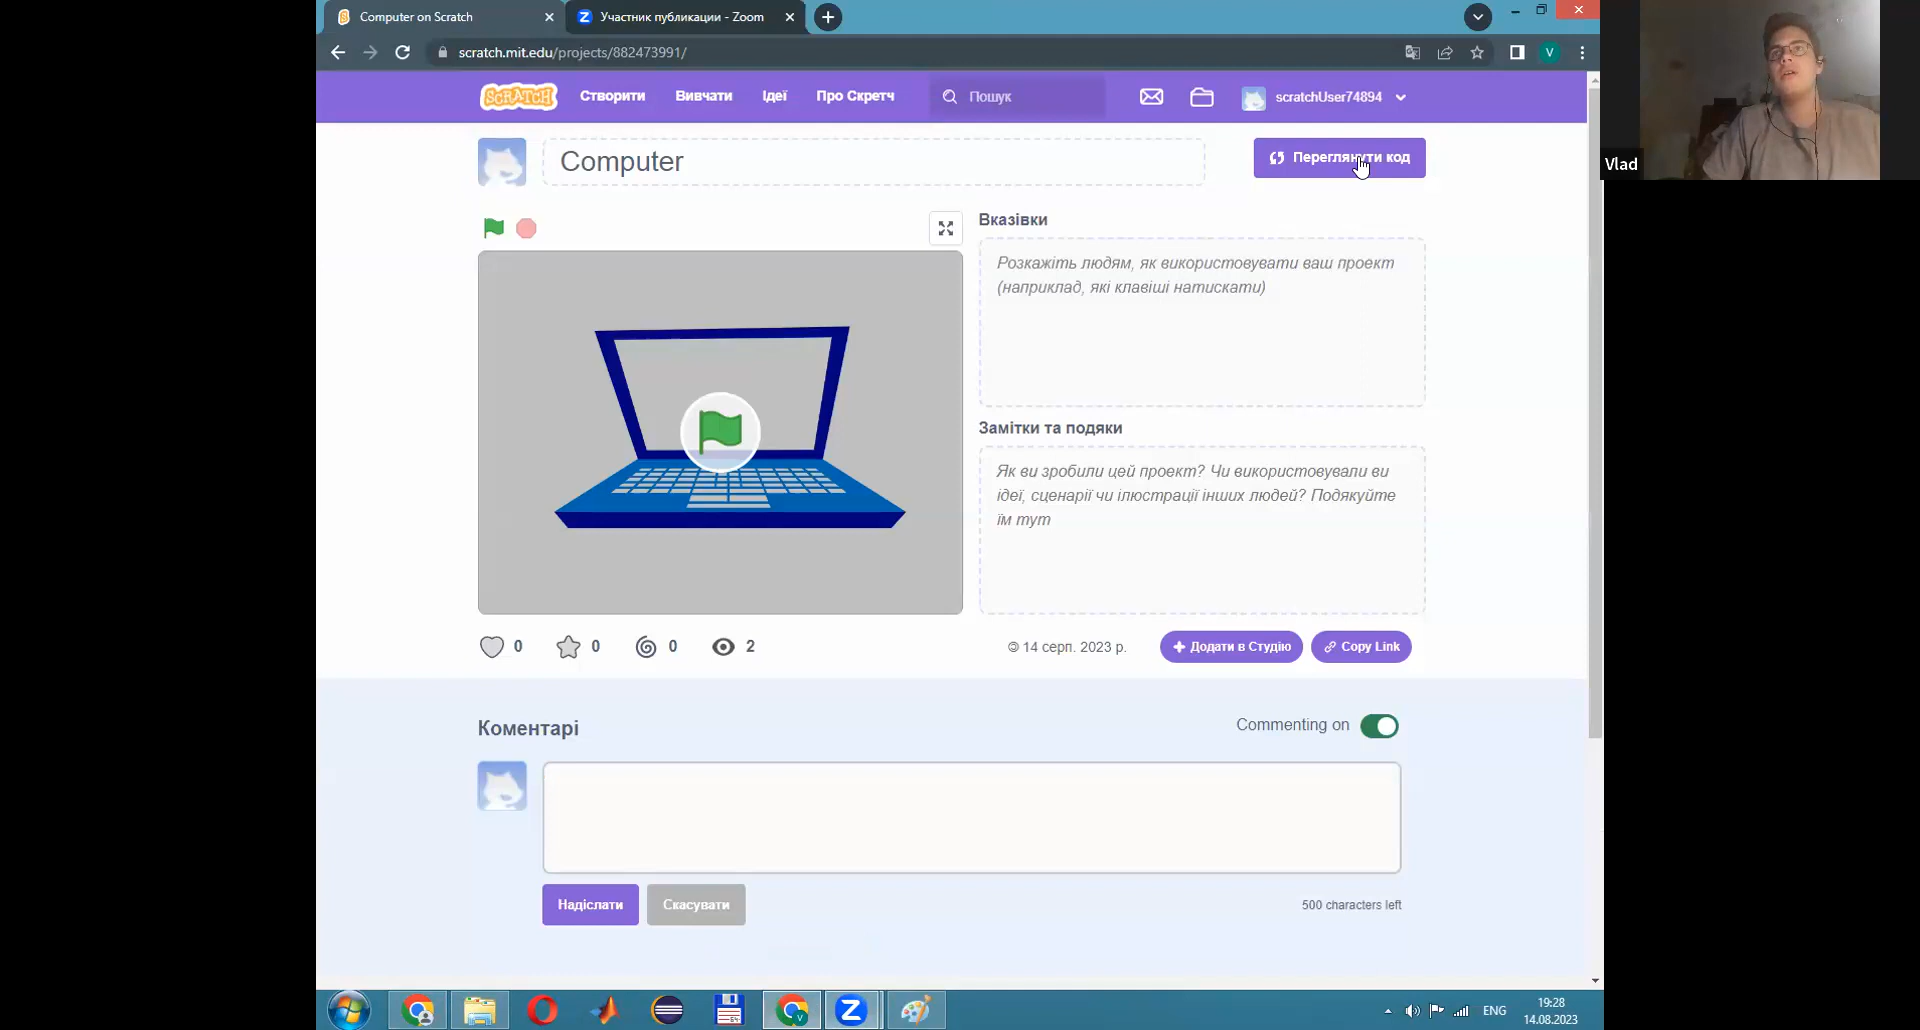 Computer on Scratch
Участник публикации - Zoom
scratch.mit.edu/projects/882473991/
V
SCRATCH
Створити
Вивчати
Ідеї
Про Скретч
Пошук
scratchUser74894
Vlad
Computer
Переглянути код
Вказівки
Розкажіть людям, як використовувати ваш проект
(наприклад, які клавіші натискати)
Замітки та подяки
Як ви зробили цей проект? Чи використовували ви
ідеї, сценарії чи ілюстрації інших людей? Подякуйте
їм тут
0
0
0
2
© 14 серп. 2023 р.
Додати в Студію
Copy Link
Коментарі
Commenting on
Надіслати
Скасувати
500 characters left
ENG
19:28
14.08.2023